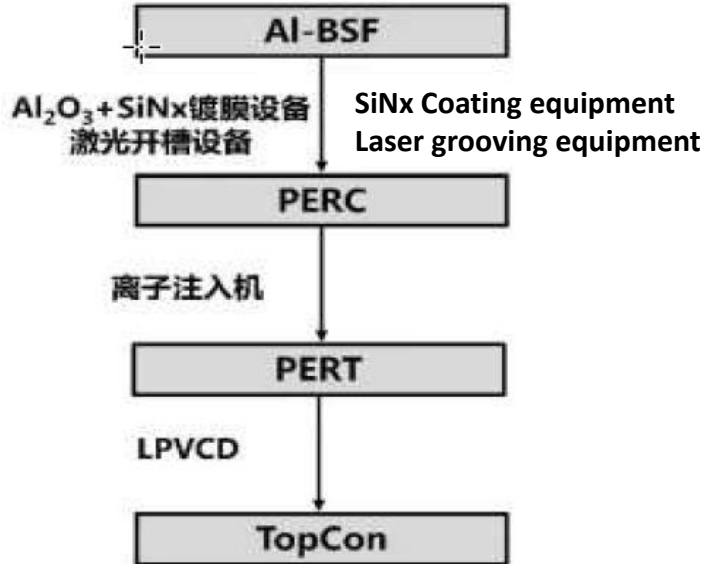 Al-BSF
Al₂O₃+SiNx镀膜设备
激光开槽设备
SiNx Coating equipment
Laser grooving equipment
PERC
离子注入机
PERT
LPVCD
TopCon